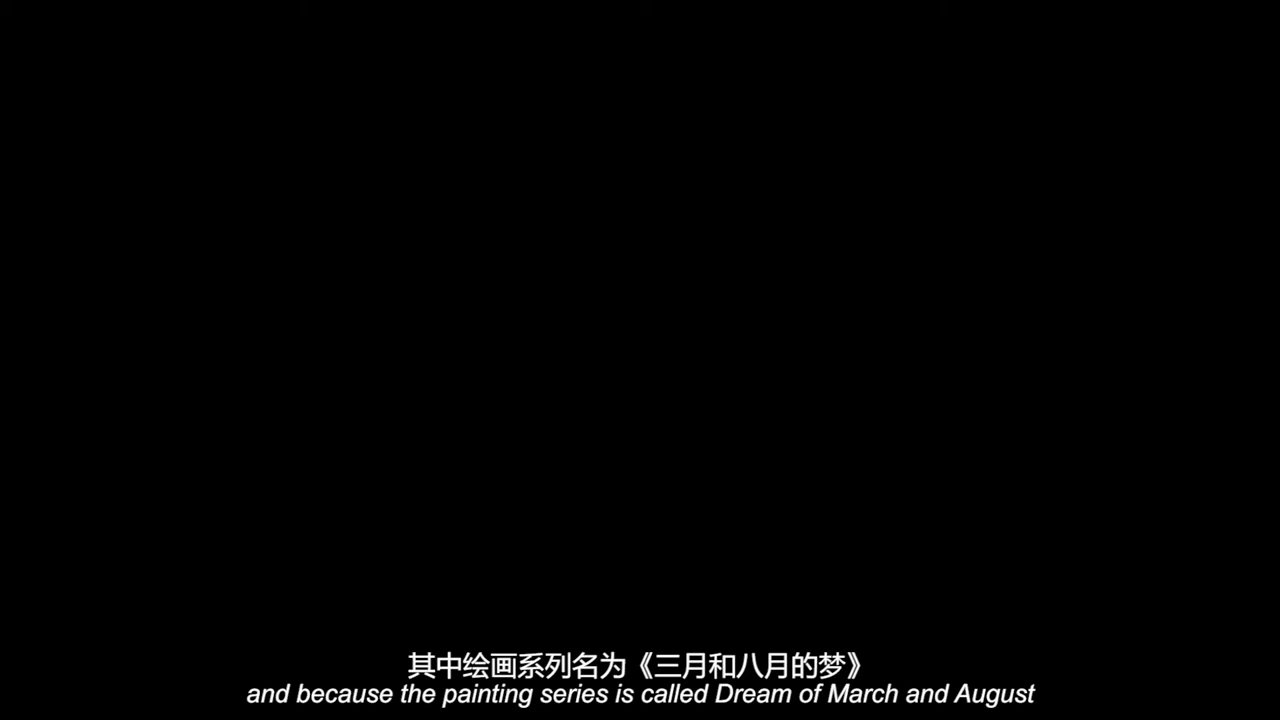 其中绘画系列名为《三月和八月的梦》
and because the painting series is called Dream of March and August